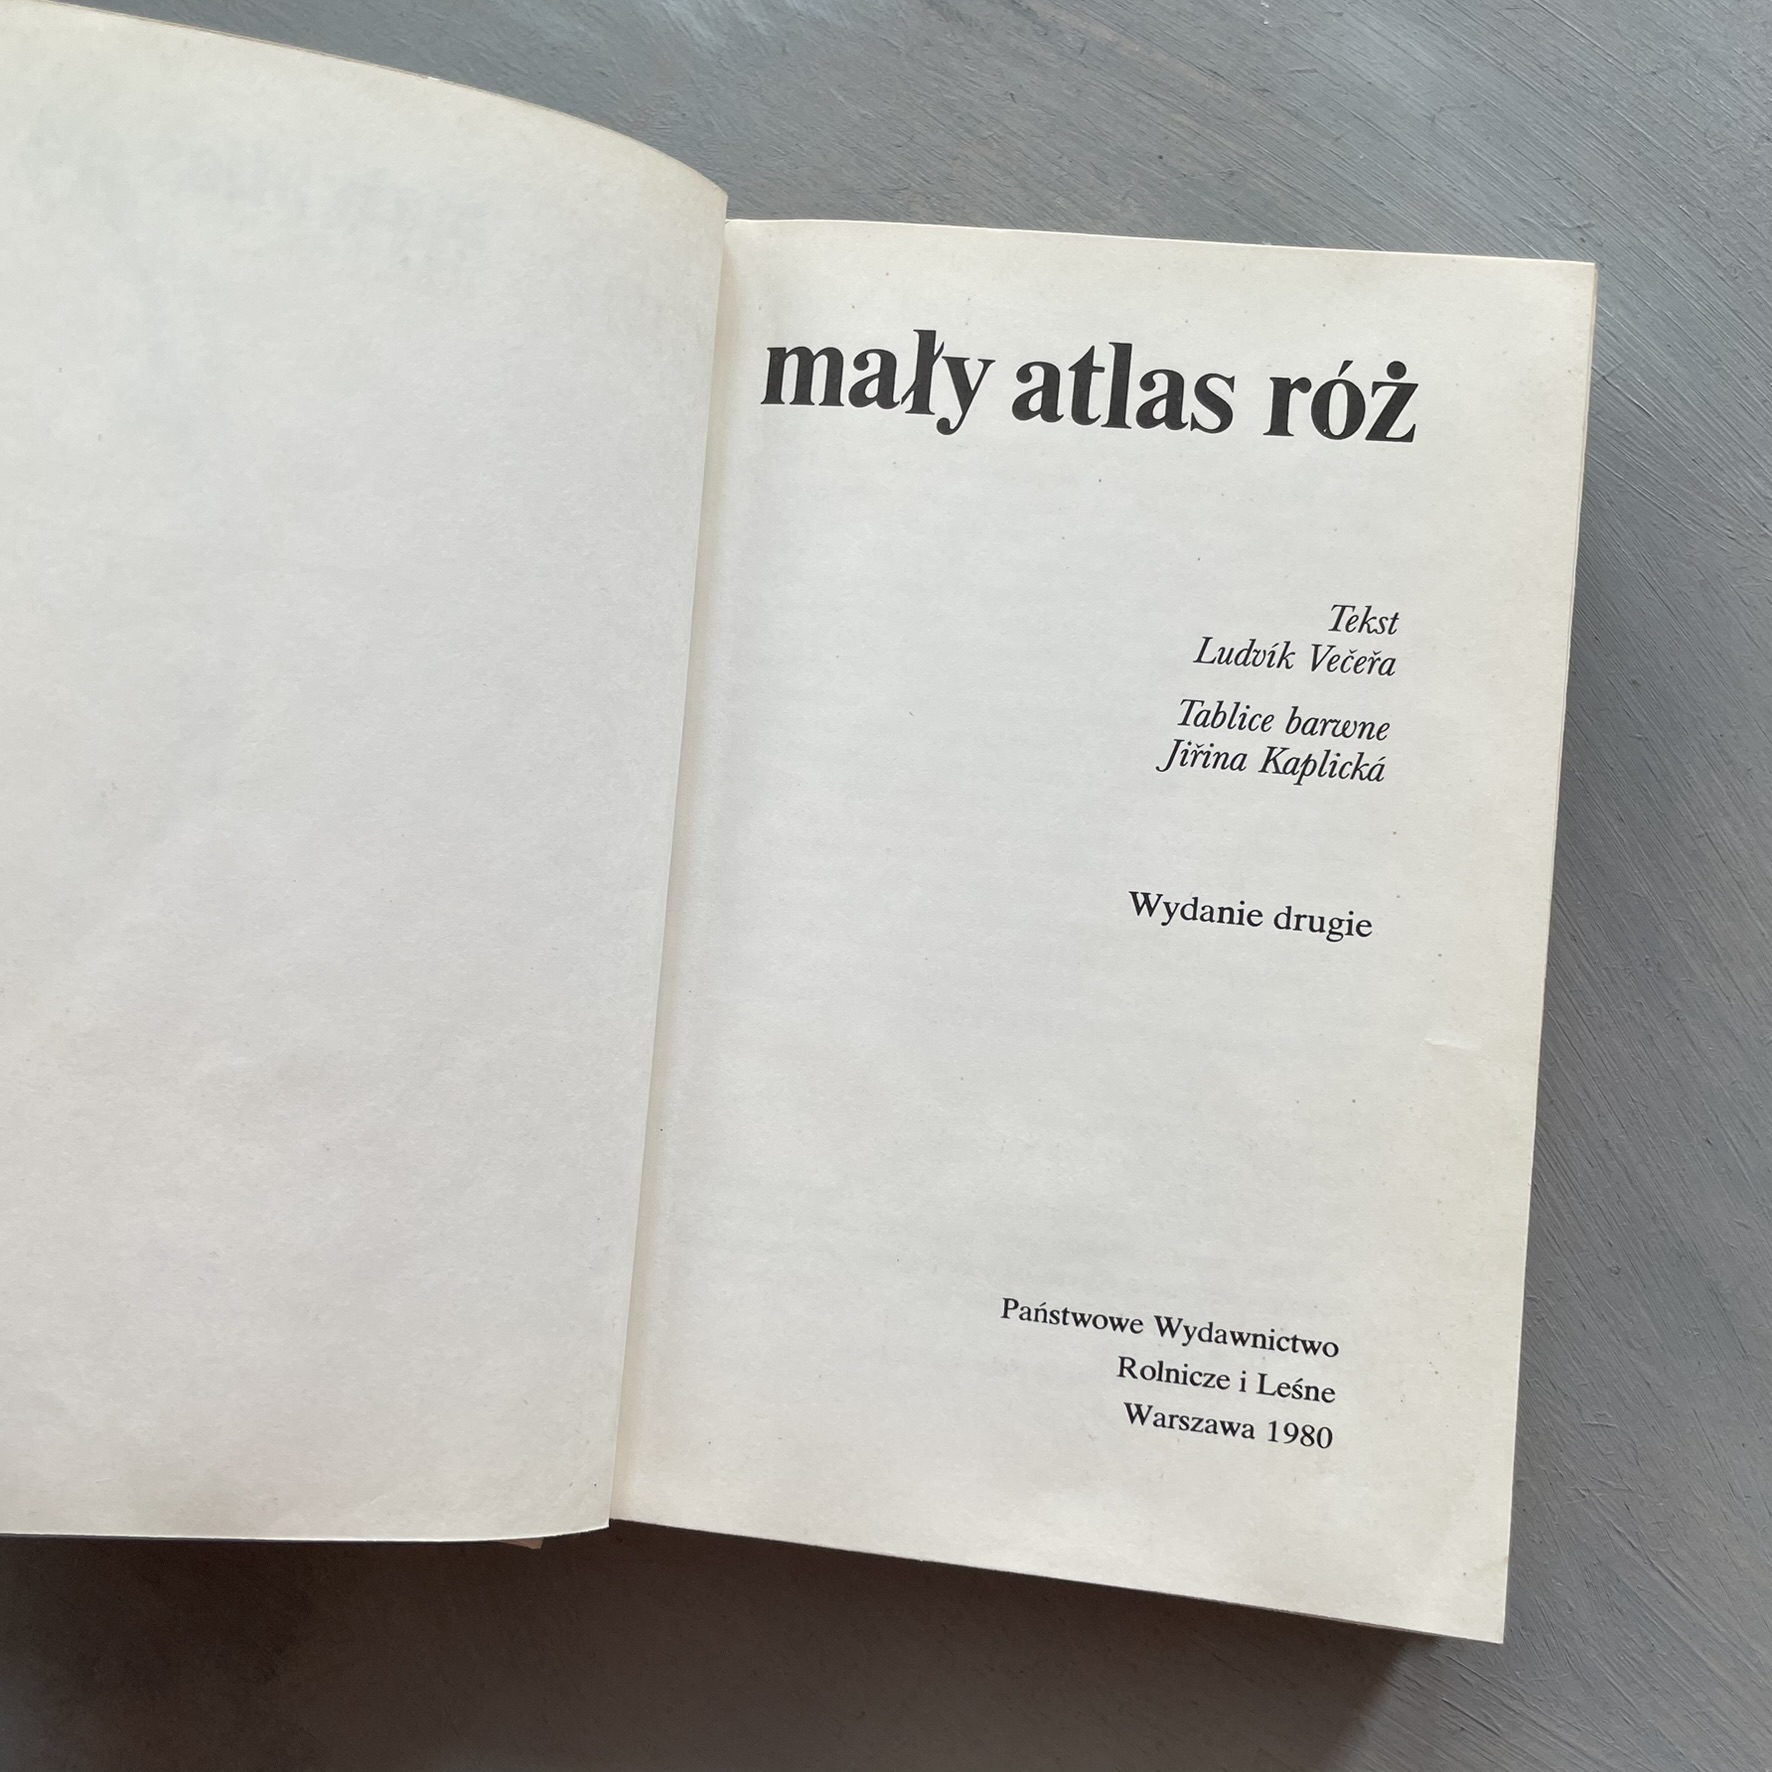 mały atlas róż
Tekst
Ludvík Večeřa
Tablice barwne
Jiřina Kaplická
Wydanie drugie
Państwowe Wydawnictwo
Rolnicze i Leśne
Warszawa 1980